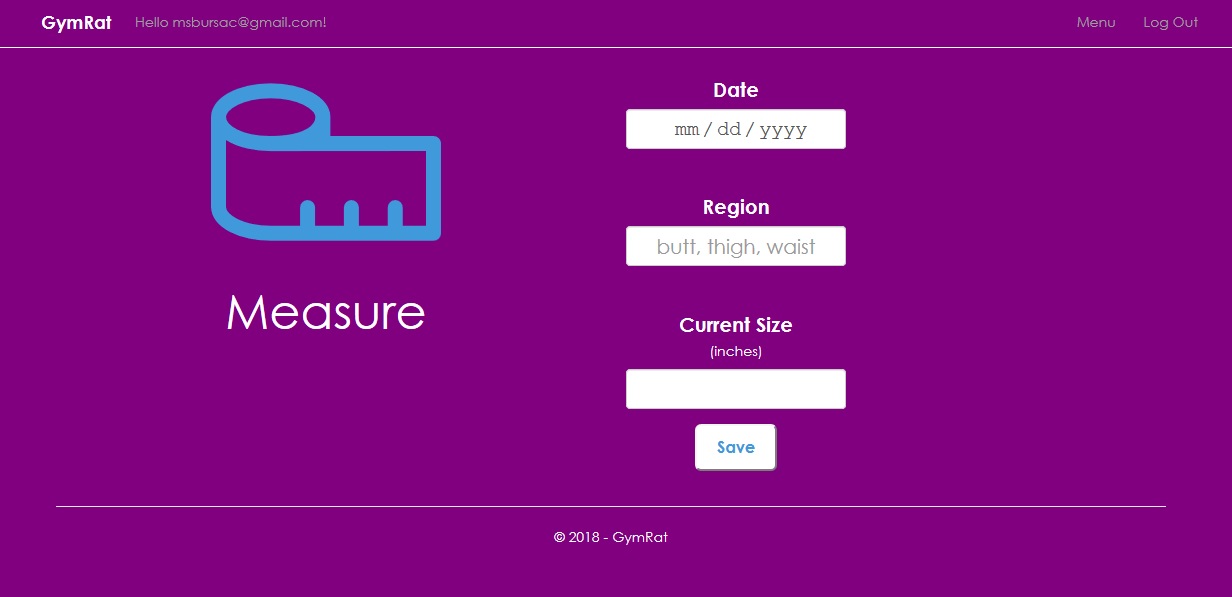 GymRat Hello msbursac@gmail.com! Menu Log Out
Measure
Date
mm / dd / yyyy
Region
butt, thigh, waist
Current Size
(inches)
Save
© 2018 - GymRat